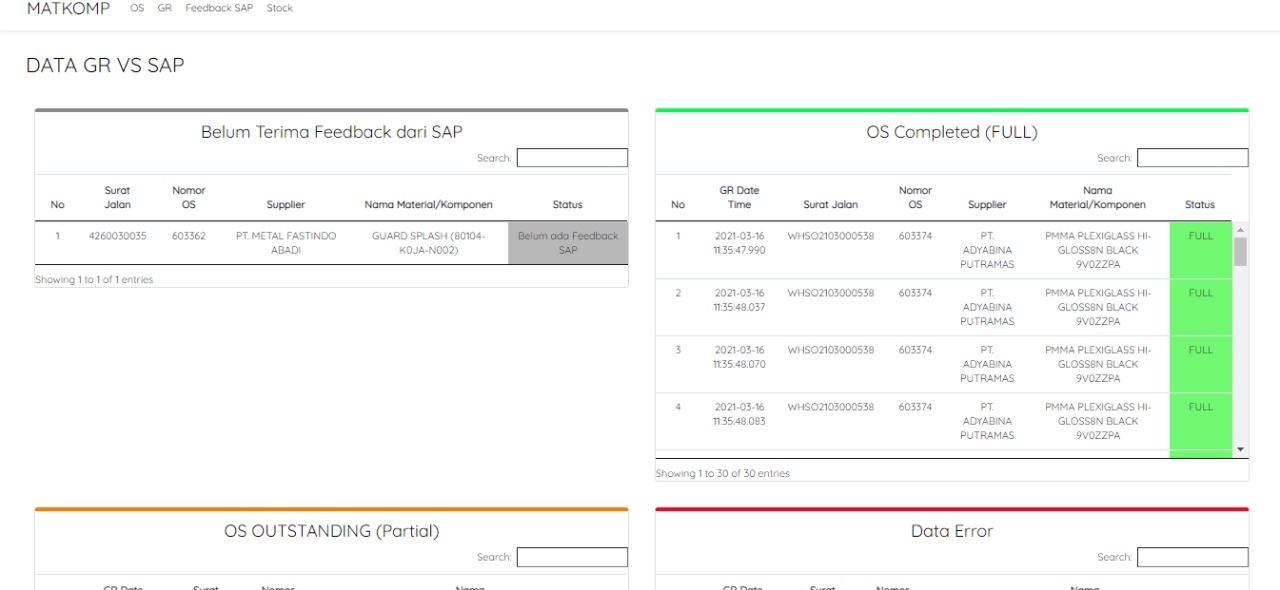 MATKOMP OS GR Feedback SAP Stock
DATA GR VS SAP
Belum Terima Feedback dari SAP
Search:
No Surat Jalan Nomor OS Supplier Nama Material/Komponen Status
1 4260030035 603362 PT. METAL FASTINDO ABADI GUARD SPLASH (80104-K0JA-N002) Belum ada Feedback SAP
Showing 1 to 1 of 1 entries
OS Completed (FULL)
Search:
No GR Date Time Surat Jalan Nomor OS Supplier Nama Material/Komponen Status
1 2021-03-16 11:35:47.990 WHSO2103000538 603374 PT. ADYABINA PUTRAMAS PMMA PLEXIGLASS HI-GLOSS8N BLACK 9V0ZZPA FULL
2 2021-03-16 11:35:48.037 WHSO2103000538 603374 PT. ADYABINA PUTRAMAS PMMA PLEXIGLASS HI-GLOSS8N BLACK 9V0ZZPA FULL
3 2021-03-16 11:35:48.070 WHSO2103000538 603374 PT. ADYABINA PUTRAMAS PMMA PLEXIGLASS HI-GLOSS8N BLACK 9V0ZZPA FULL
4 2021-03-16 11:35:48.083 WHSO2103000538 603374 PT. ADYABINA PUTRAMAS PMMA PLEXIGLASS HI-GLOSS8N BLACK 9V0ZZPA FULL
Showing 1 to 30 of 30 entries
OS OUTSTANDING (Partial)
Search:
GR Date Surat Nomor Nama
Data Error
Search:
GR Date Surat Nomor Nama